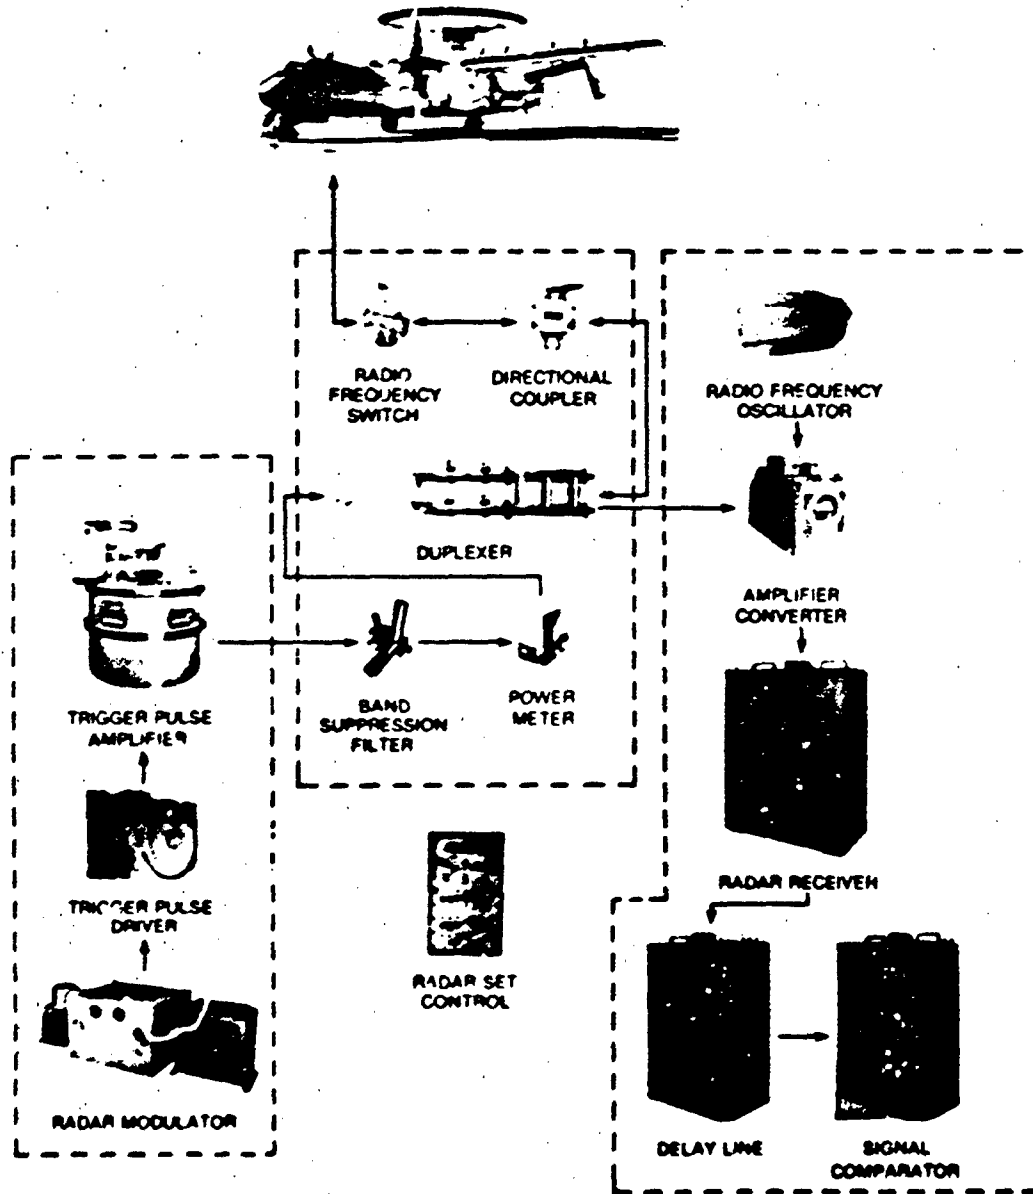 RADIO
FREQUENCY
SWITCH
DIRECTIONAL
COUPLER
RADIO FREQUENCY
OSCILLATOR
DUPLEXER
AMPLIFIER
CONVERTER
TRIGGER PULSE
AMPLIFIER
BAND
SUPPRESSION
FILTER
POWER
METER
RADAR RECEIVER
TRIGGER PULSE
DRIVER
RADAR SET
CONTROL
RADAR MODULATOR
DELAY LINE
SIGNAL
COMPARATOR